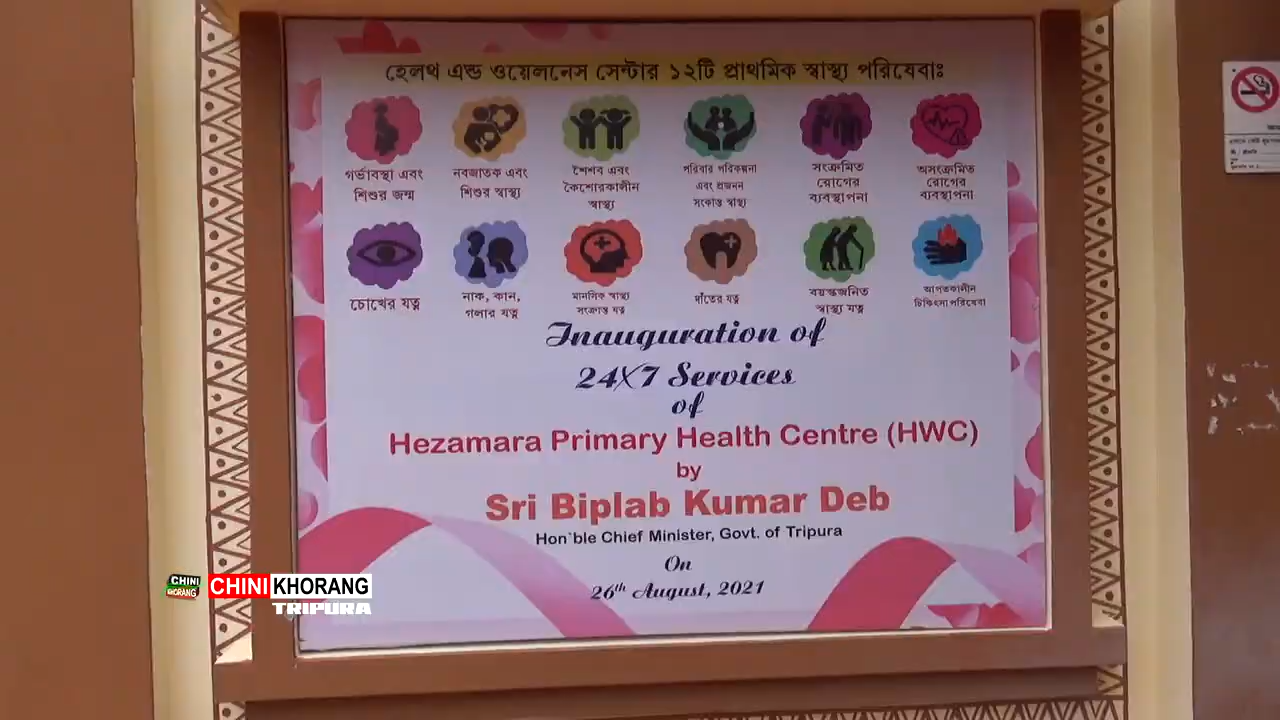 হেলথ এন্ড ওয়েলনেস সেন্টার ১২টি প্রাথমিক স্বাস্থ্য পরিষেবাঃ
গর্ভাবস্থা এবং
শিশুর জন্ম
নবজাতক এবং
শিশুর স্বাস্থ্য
শৈশব এবং
কৈশোরকালীন
স্বাস্থ্য
পরিবার পরিকল্পনা
এবং প্রজনন
সংক্রান্ত স্বাস্থ্য
সংক্রমিত
রোগের
ব্যবস্থাপনা
অসংক্রমিত
রোগের
ব্যবস্থাপনা
চোখের যত্ন
নাক, কান,
গলার যত্ন
মানসিক স্বাস্থ্য
সংক্রান্ত যত্ন
দাঁতের যত্ন
বয়স্কজনিত
স্বাস্থ্য যত্ন
আপতকালীন
চিকিৎসা পরিষেবা
Inauguration of
24X7 Services
of
Hezamara Primary Health Centre (HWC)
by
Sri Biplab Kumar Deb
Hon`ble Chief Minister, Govt. of Tripura
On
26th August, 2021
CHINI
KHORANG
CHINI KHORANG
TRIPURA